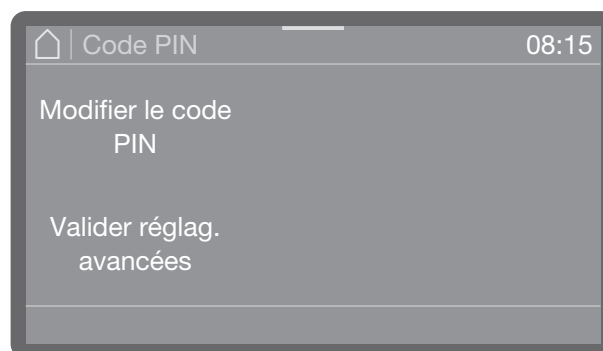 Code PIN
08:15
Modifier le code
PIN
Valider réglag.
avancées